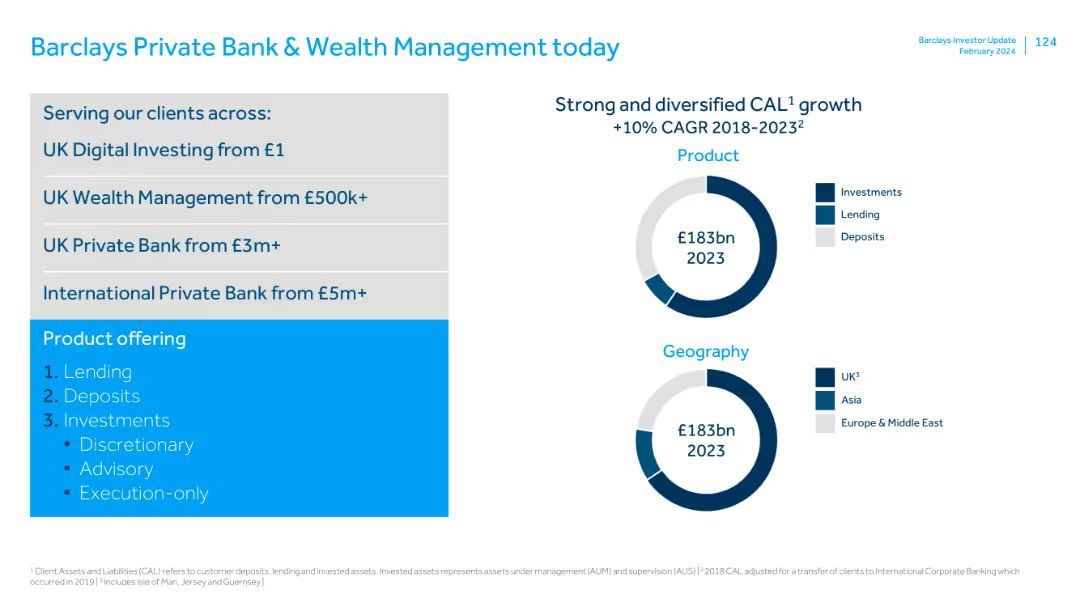 Barclays Private Bank & Wealth Management today
Barclays Investor Update
February 2024
124
Serving our clients across:
UK Digital Investing from £1
UK Wealth Management from £500k+
UK Private Bank from £3m+
International Private Bank from £5m+
Product offering
1. Lending
2. Deposits
3. Investments
• Discretionary
• Advisory
• Execution-only
Strong and diversified CAL¹ growth
+10% CAGR 2018-2023²
Product
£183bn
2023
Investments
Lending
Deposits
Geography
£183bn
2023
UK³
Asia
Europe & Middle East
¹ Client Assets and Liabilities (CAL) refers to customer deposits, lending and invested assets. Invested assets represents assets under management (AUM) and supervision (AUS) | ² 2018 CAL adjusted for a transfer of clients to International Corporate Banking which
occurred in 2019 | ³ Includes Isle of Man, Jersey and Guernsey |